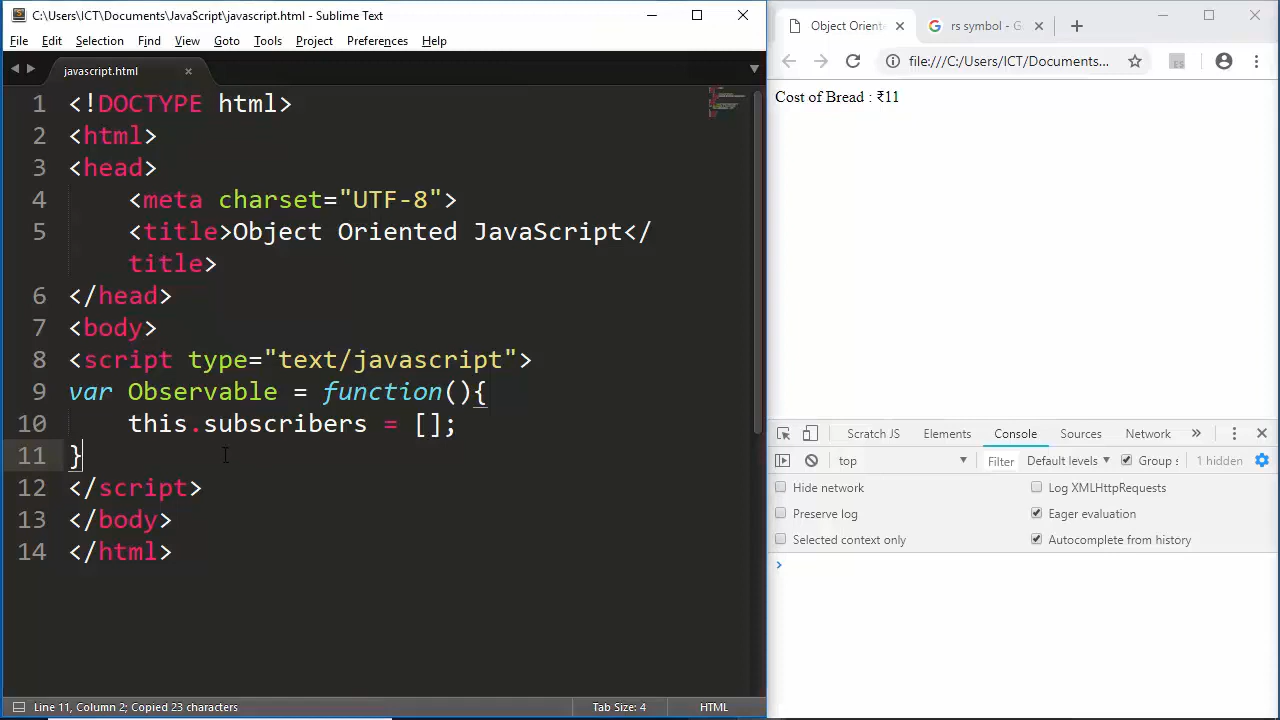 C:\Users\ICT\Documents\JavaScript\javascript.html - Sublime Text
File Edit Selection Find View Goto Tools Project Preferences Help
javascript.html
1 <!DOCTYPE html>
2 <html>
3 <head>
4 <meta charset="UTF-8">
5 <title>Object Oriented JavaScript</
title>
6 </head>
7 <body>
8 <script type="text/javascript">
9 var Observable = function(){
10 this.subscribers = [];
11 }
12 </script>
13 </body>
14 </html>
Line 11, Column 2; Copied 23 characters Tab Size: 4 HTML
Object Orient rs symbol - G
file:///C:/Users/ICT/Documents... ES
Cost of Bread : ₹11
Scratch JS Elements Console Sources Network
top Filter Default levels Group 1 hidden
Hide network Log XMLHttpRequests
Preserve log Eager evaluation
Selected context only Autocomplete from history